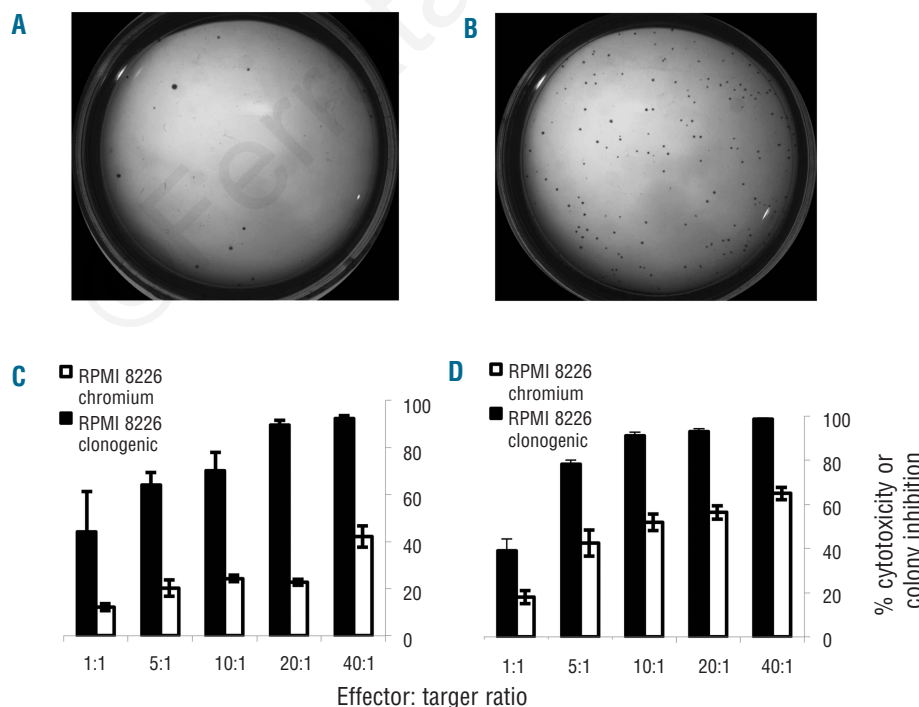 A
B
C
RPMI 8226
chromium
RPMI 8226
clonogenic
100
80
60
40
20
0
1:1
5:1
10:1
20:1
40:1
D
RPMI 8226
chromium
RPMI 8226
clonogenic
100
80
60
40
20
0
% cytotoxicity or
colony inhibition
1:1
5:1
10:1
20:1
40:1
Effector: targer ratio